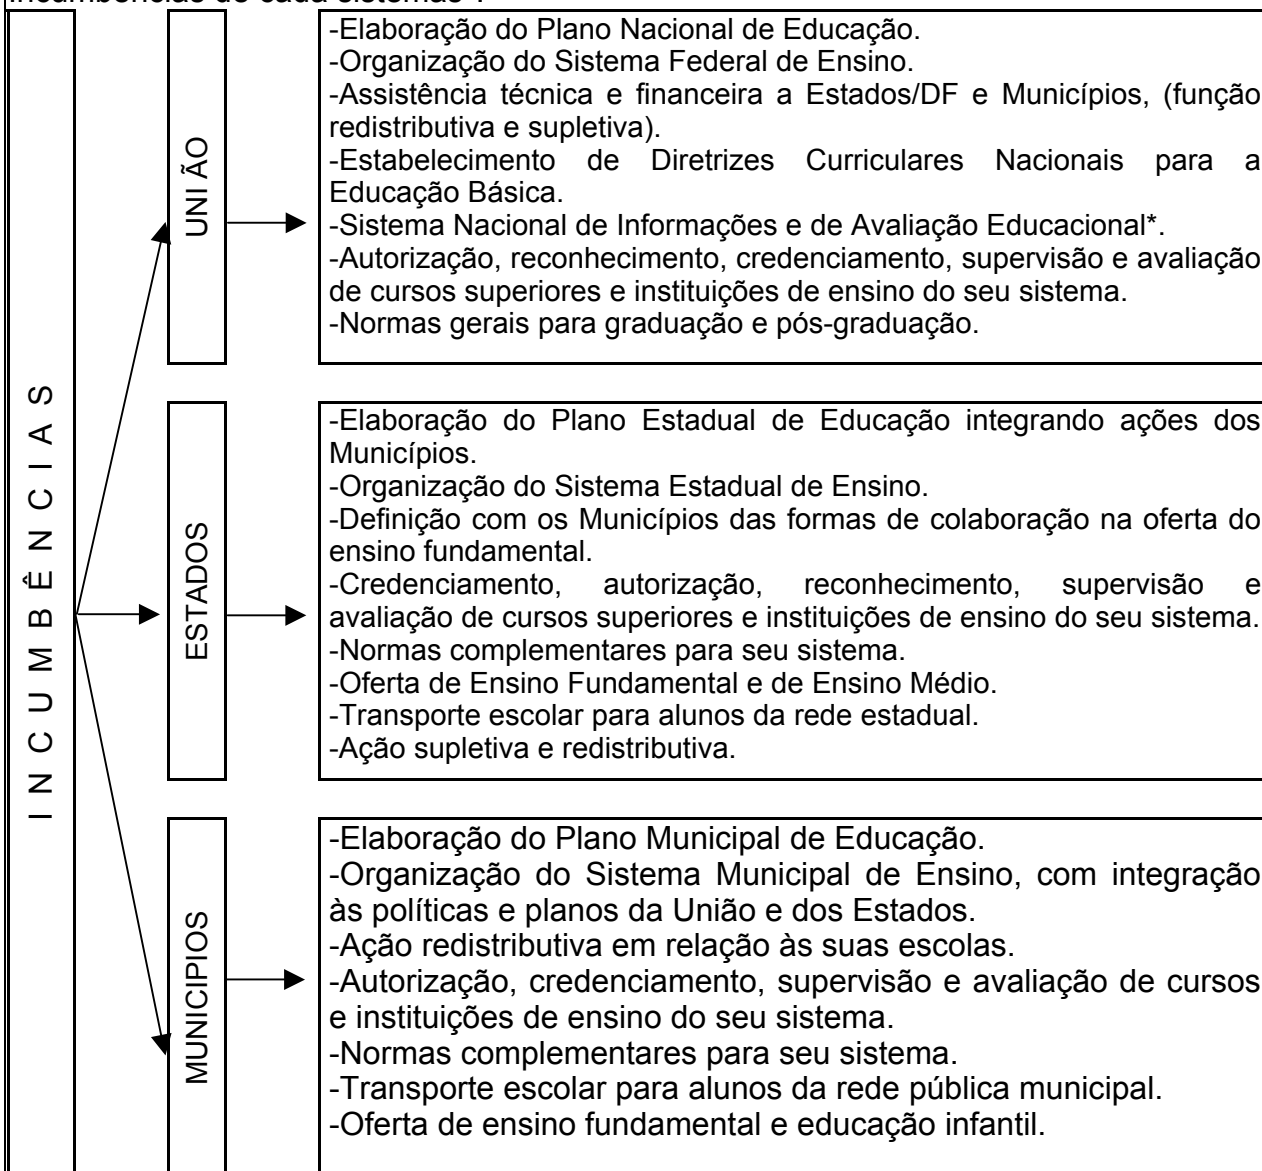 I N C U M B Ê N C I A S
UNI ÃO
-Elaboração do Plano Nacional de Educação.
-Organização do Sistema Federal de Ensino.
-Assistência técnica e financeira a Estados/DF e Municípios, (função
redistributiva e supletiva).
-Estabelecimento de Diretrizes Curriculares Nacionais para a
Educação Básica.
-Sistema Nacional de Informações e de Avaliação Educacional*.
-Autorização, reconhecimento, credenciamento, supervisão e avaliação
de cursos superiores e instituições de ensino do seu sistema.
-Normas gerais para graduação e pós-graduação.
ESTADOS
-Elaboração do Plano Estadual de Educação integrando ações dos
Municípios.
-Organização do Sistema Estadual de Ensino.
-Definição com os Municípios das formas de colaboração na oferta do
ensino fundamental.
-Credenciamento, autorização, reconhecimento, supervisão e
avaliação de cursos superiores e instituições de ensino do seu sistema.
-Normas complementares para seu sistema.
-Oferta de Ensino Fundamental e de Ensino Médio.
-Transporte escolar para alunos da rede estadual.
-Ação supletiva e redistributiva.
MUNICIPIOS
-Elaboração do Plano Municipal de Educação.
-Organização do Sistema Municipal de Ensino, com integração
às políticas e planos da União e dos Estados.
-Ação redistributiva em relação às suas escolas.
-Autorização, credenciamento, supervisão e avaliação de cursos
e instituições de ensino do seu sistema.
-Normas complementares para seu sistema.
-Transporte escolar para alunos da rede pública municipal.
-Oferta de ensino fundamental e educação infantil.